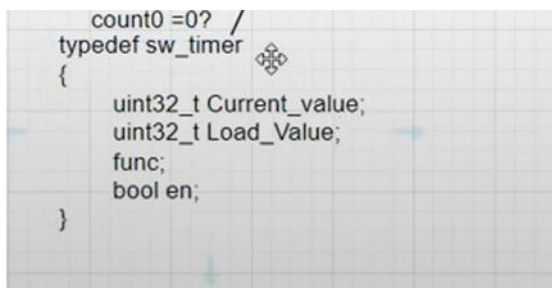 count0 =0? /
typedef sw_timer
{
uint32_t Current_value;
uint32_t Load_Value;
func;
bool en;
}